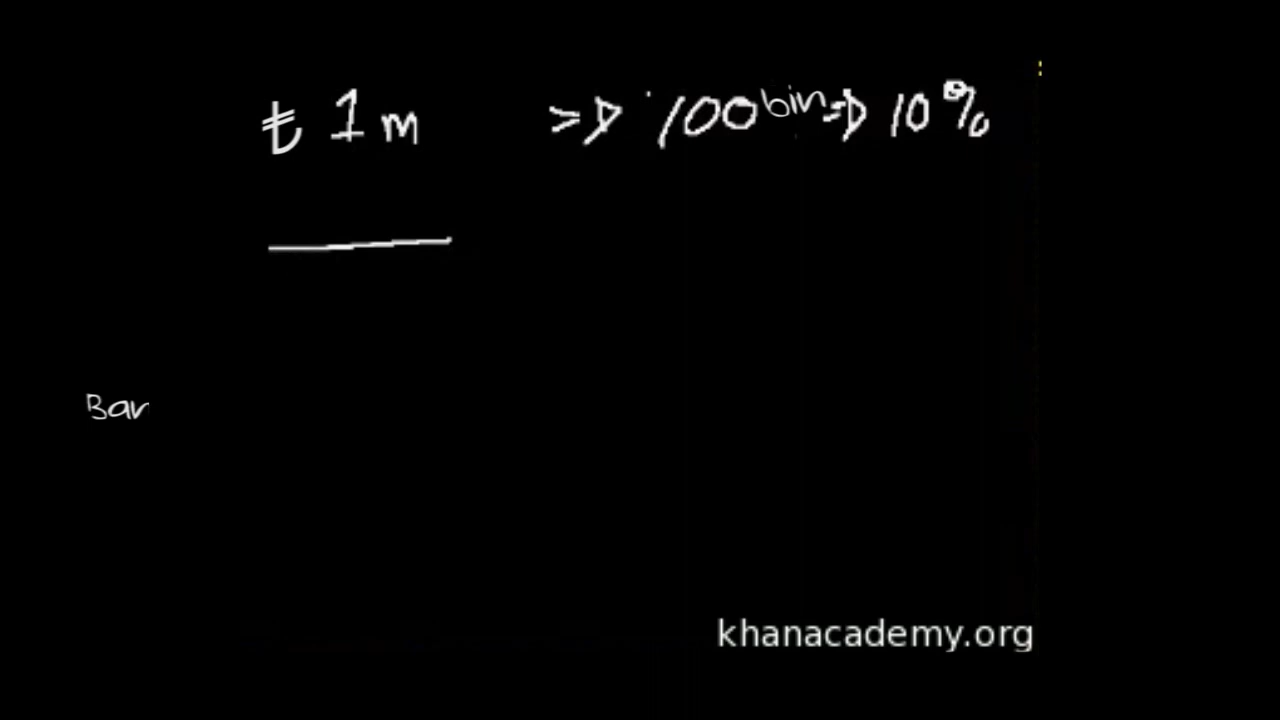 ₺ 1 m => 100 bin => 10 %
Bar
khanacademy.org